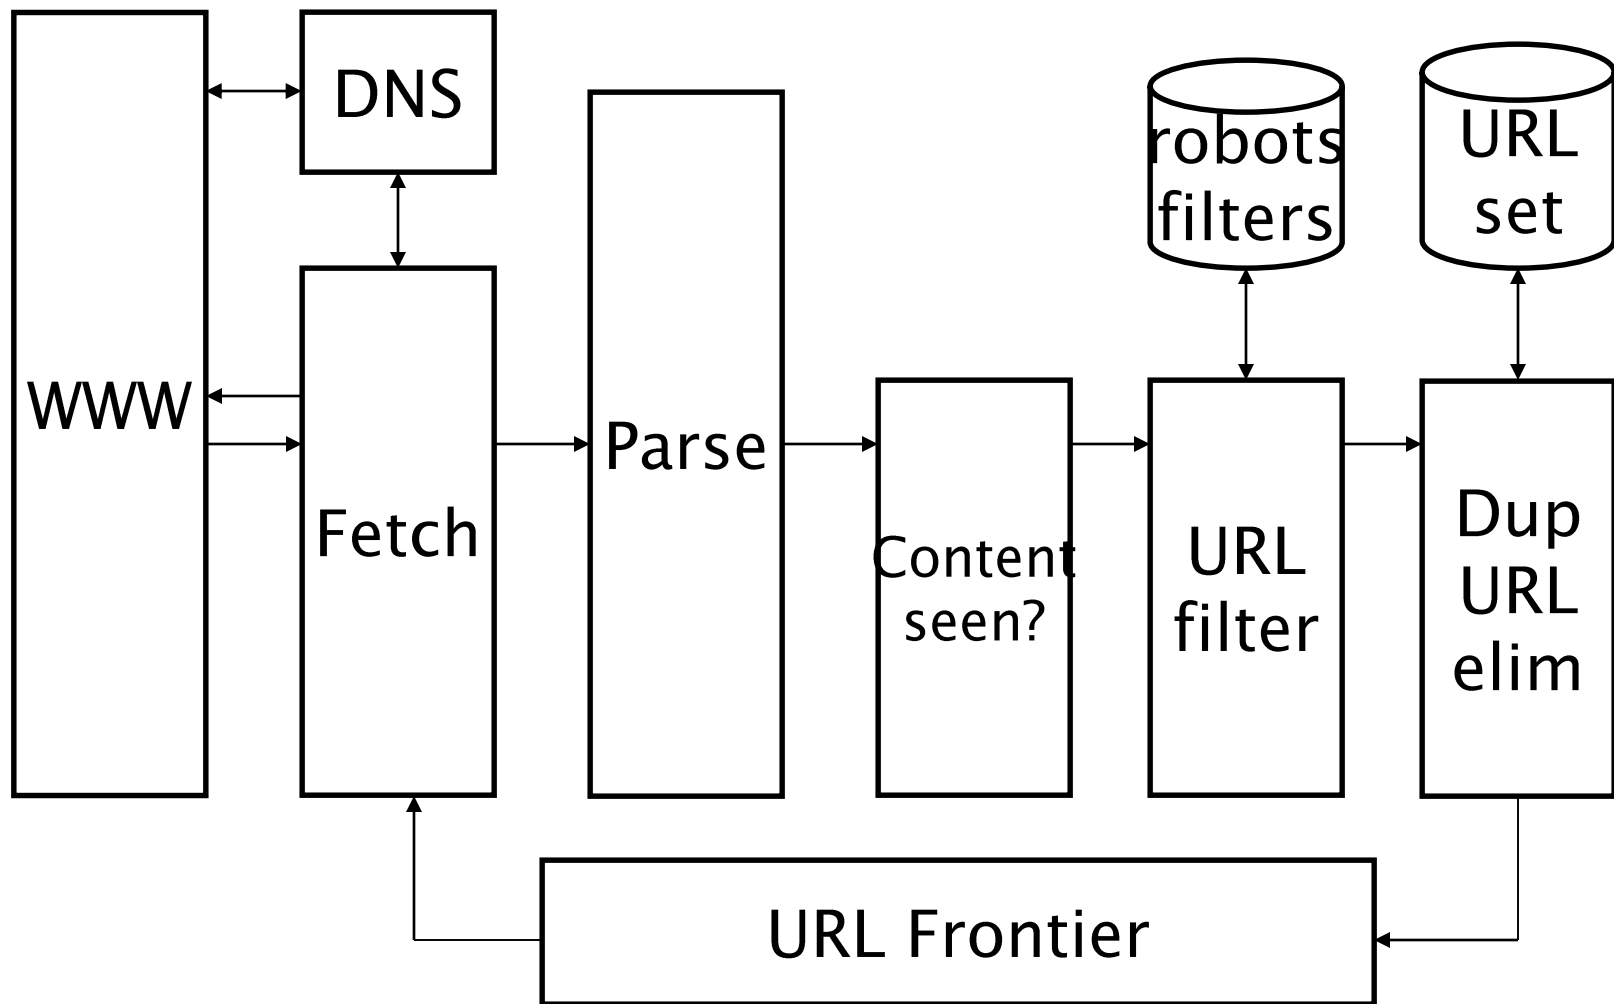 WWW
DNS
Fetch
Parse
Content
seen?
robots
filters
URL
filter
URL
set
Dup
URL
elim
URL Frontier